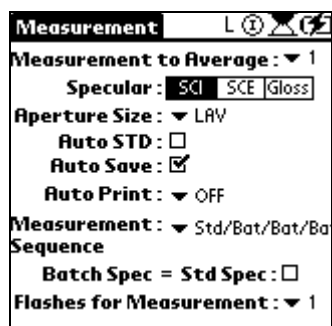 Measurement L
Measurement to Average : 1
Specular : SCI SCE Gloss
Aperture Size : LAV
Auto STD :
Auto Save :
Auto Print : OFF
Measurement : Std/Bat/Bat/Ba
Sequence
Batch Spec = Std Spec :
Flashes for Measurement : 1